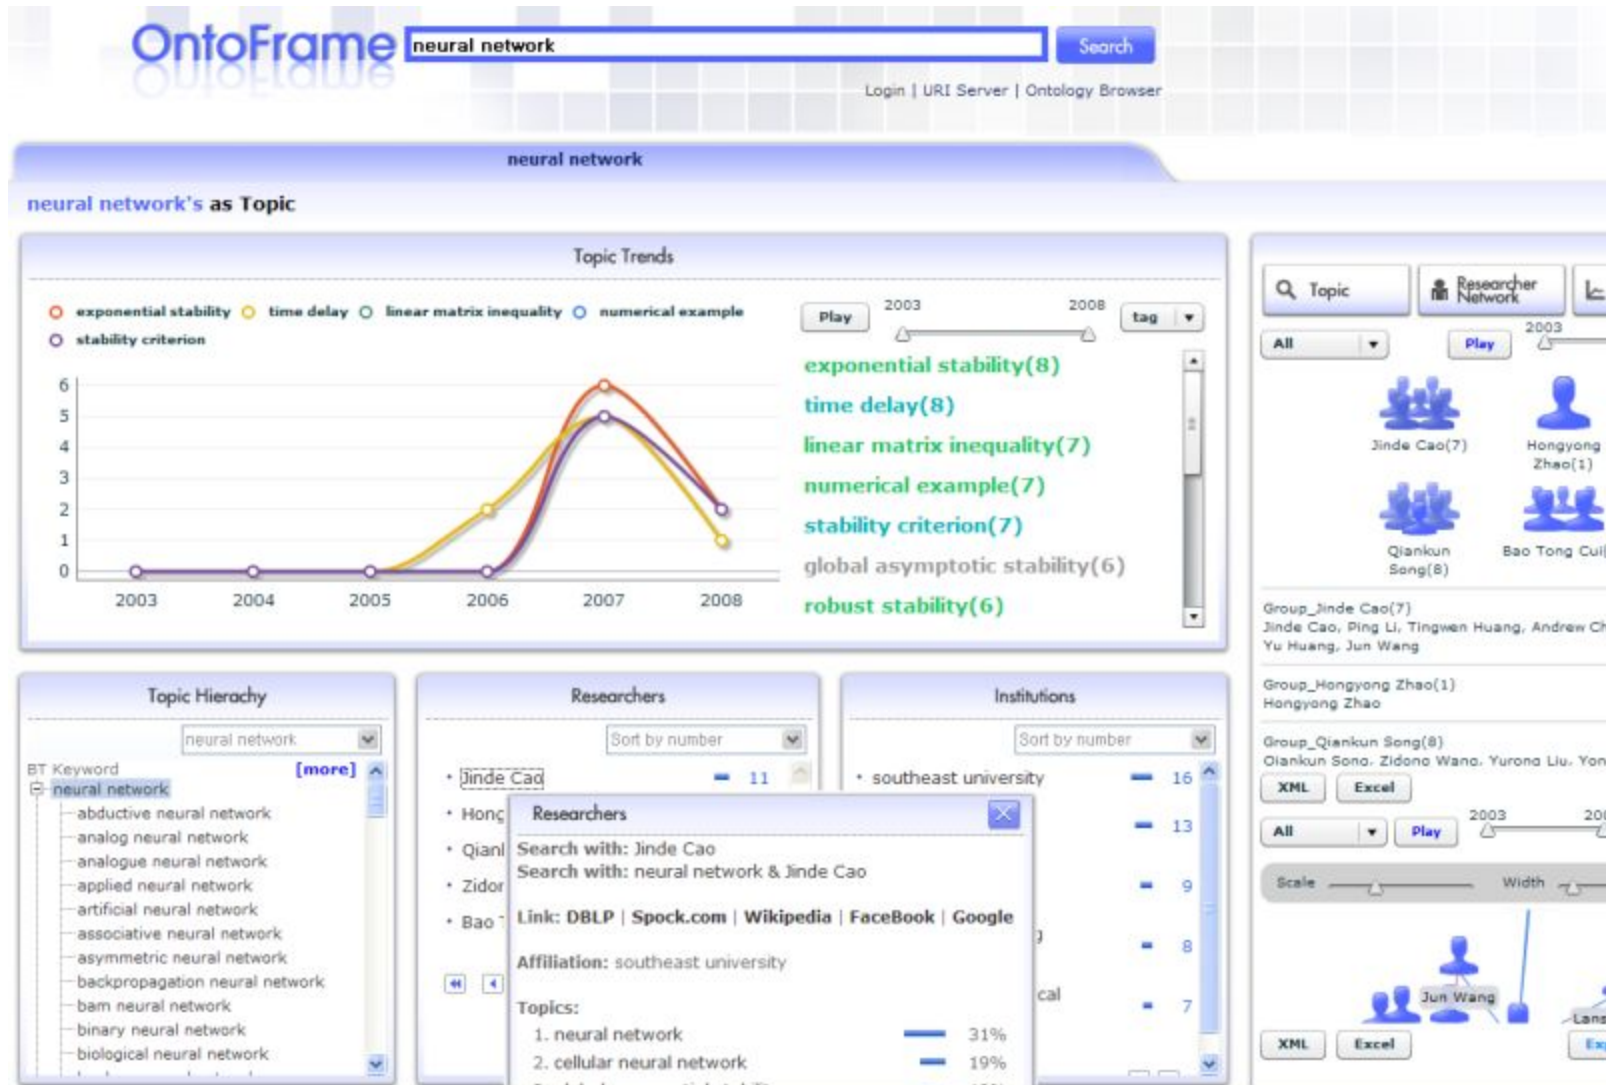 OntoFrame
neural network
Search
Login | URI Server | Ontology Browser
neural network
neural network's as Topic
Topic Trends
exponential stability time delay linear matrix inequality numerical example
stability criterion
Play
2003 2008
tag
6
5
4
3
2
1
0
2003 2004 2005 2006 2007 2008
exponential stability(8)
time delay(8)
linear matrix inequality(7)
numerical example(7)
stability criterion(7)
global asymptotic stability(6)
robust stability(6)
Topic Hierachy
neural network
BT Keyword [more]
neural network
abductive neural network
analog neural network
analogue neural network
applied neural network
artificial neural network
associative neural network
asymmetric neural network
backpropagation neural network
bam neural network
binary neural network
biological neural network
Researchers
Sort by number
Jinde Cao 11
Hong
Qianl
Zidor
Bao
Researchers
Search with: Jinde Cao
Search with: neural network & Jinde Cao
Link: DBLP | Spock.com | Wikipedia | FaceBook | Google
Affiliation: southeast university
Topics:
1. neural network 31%
2. cellular neural network 19%
Institutions
Sort by number
southeast university 16
13
9
8
cal 7
Topic
Researcher
Network
All
Play
2003
Jinde Cao(7)
Hongyong
Zhao(1)
Qiankun
Song(8)
Bao Tong Cui(
Group_Jinde Cao(7)
Jinde Cao, Ping Li, Tingwen Huang, Andrew Ch
Yu Huang, Jun Wang
Group_Hongyong Zhao(1)
Hongyong Zhao
Group_Qiankun Song(8)
Qiankun Song, Zidong Wang, Yurong Liu, Yon
XML Excel
All Play
2003 20
Scale Width
Jun Wang
Lans
XML Excel
Ex